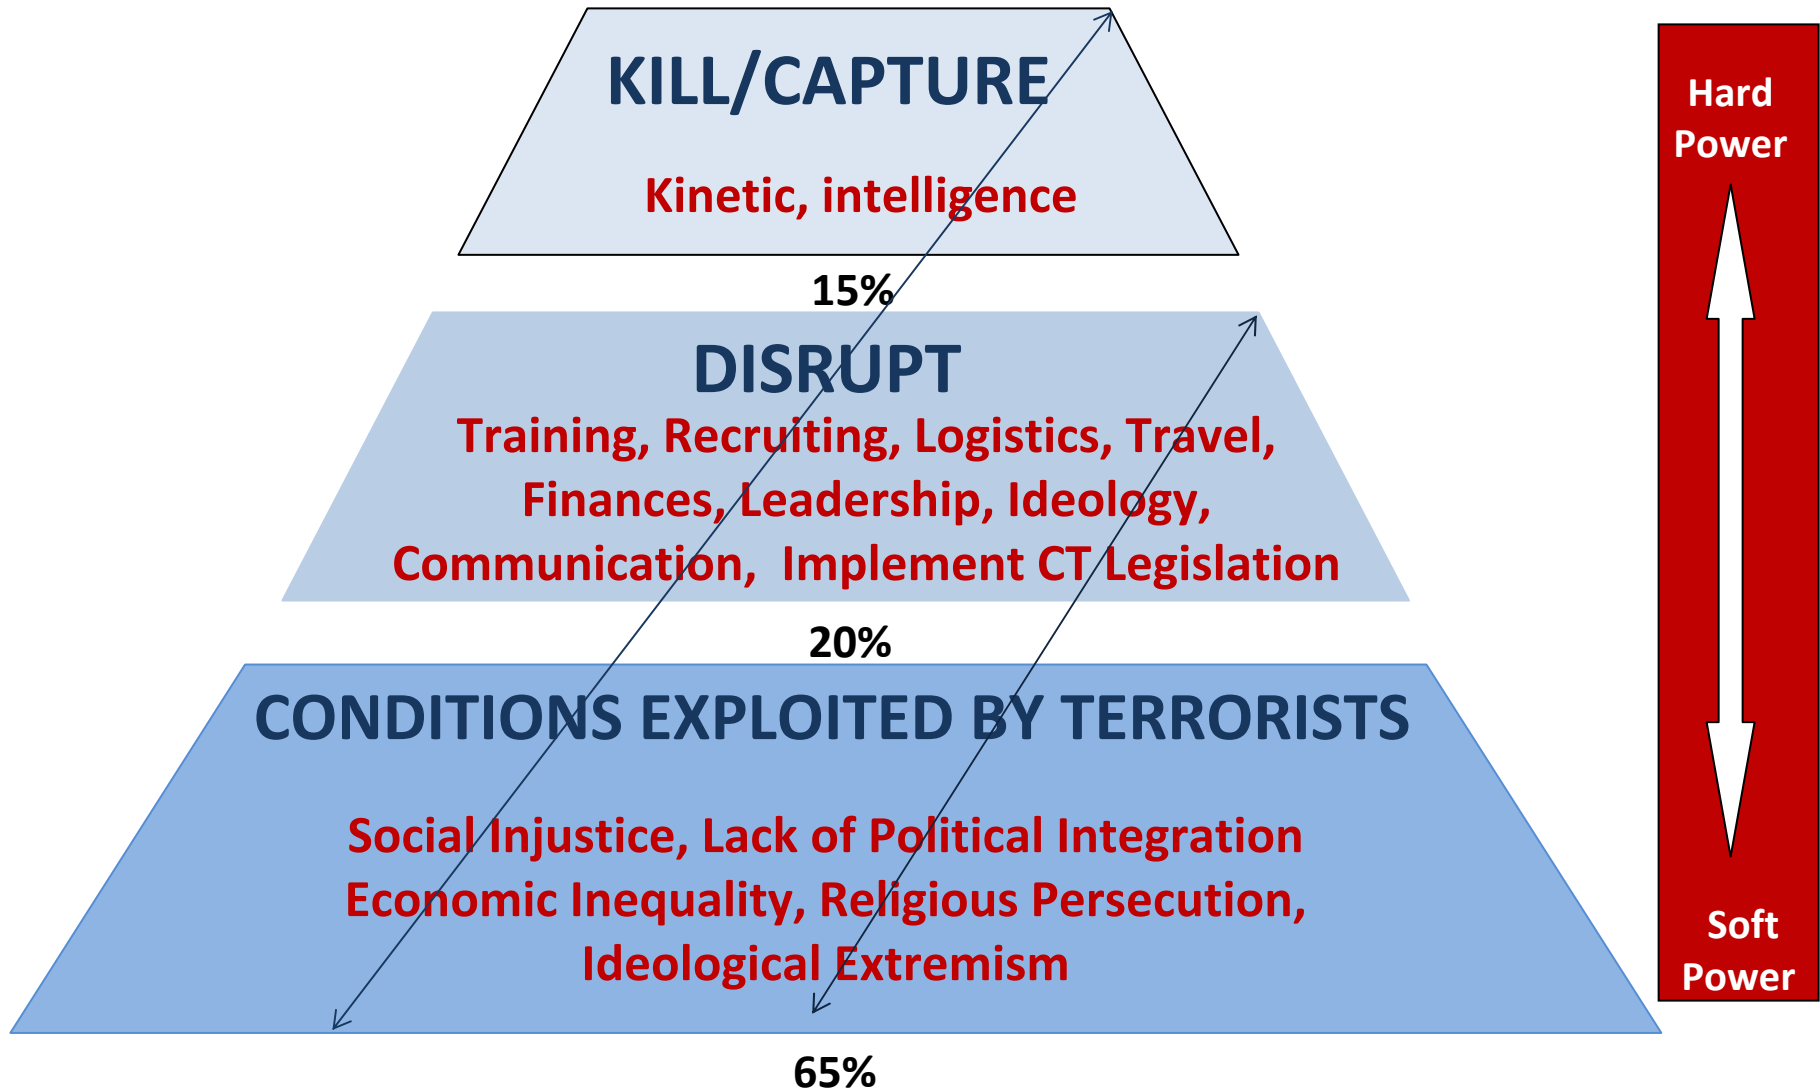 KILL/CAPTURE
Kinetic, intelligence
15%
DISRUPT
Training, Recruiting, Logistics, Travel,
Finances, Leadership, Ideology,
Communication, Implement CT Legislation
20%
CONDITIONS EXPLOITED BY TERRORISTS
Social Injustice, Lack of Political Integration
Economic Inequality, Religious Persecution,
Ideological Extremism
65%
Hard
Power
Soft
Power